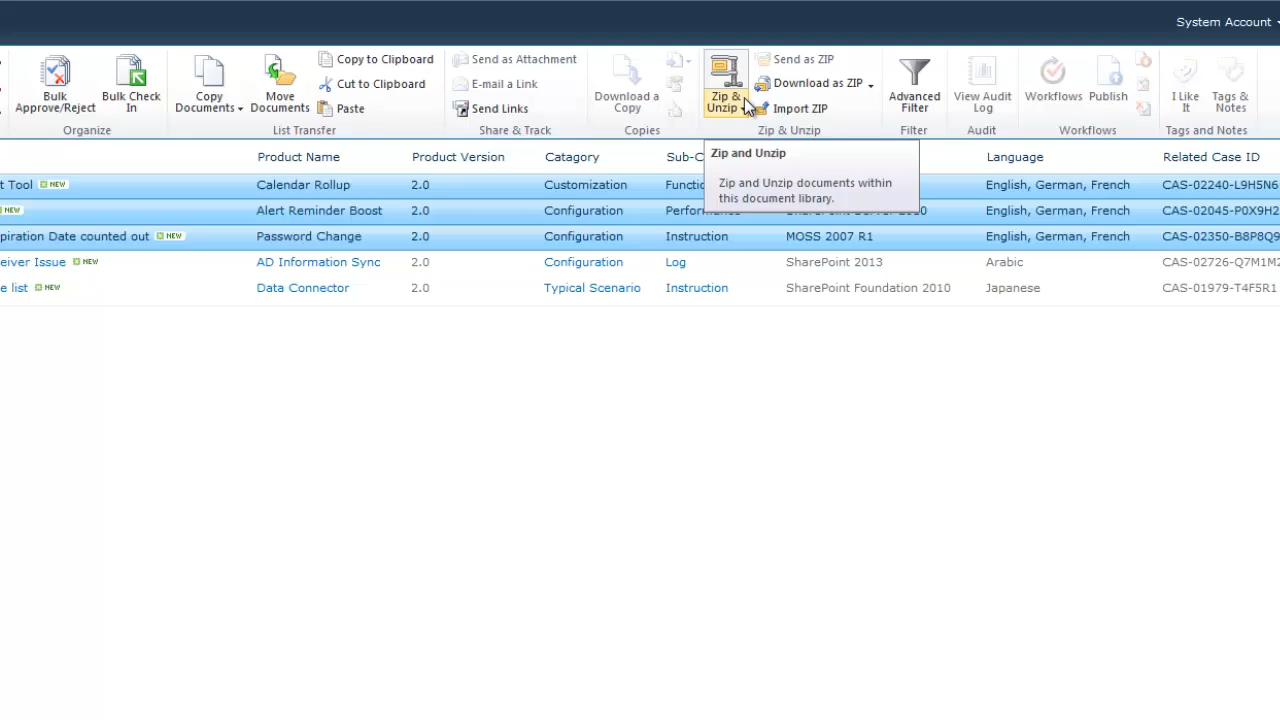 System Account
Bulk Approve/Reject
Bulk Check In
Copy Documents
Move Documents
Copy to Clipboard
Cut to Clipboard
Paste
Send as Attachment
E-mail a Link
Send Links
Download a Copy
Zip & Unzip
Send as ZIP
Download as ZIP
Import ZIP
Advanced Filter
View Audit Log
Workflows
Publish
I Like It
Tags & Notes
Organize
List Transfer
Share & Track
Copies
Zip & Unzip
Filter
Audit
Workflows
Tags and Notes
Zip and Unzip
Zip and Unzip documents within
this document library.
Product Name Product Version Catagory Sub-C Language Related Case ID
t Tool NEW Calendar Rollup 2.0 Customization Functio English, German, French CAS-02240-L9H5N6
NEW Alert Reminder Boost 2.0 Configuration English, German, French CAS-02045-P0X9H2
piration Date counted out NEW Password Change 2.0 Configuration Instruction MOSS 2007 R1 English, German, French CAS-02350-B8P8Q9
eiver Issue NEW AD Information Sync 2.0 Configuration Log SharePoint 2013 Arabic CAS-02726-Q7M1M2
e list NEW Data Connector 2.0 Typical Scenario Instruction SharePoint Foundation 2010 Japanese CAS-01979-T4F5R1